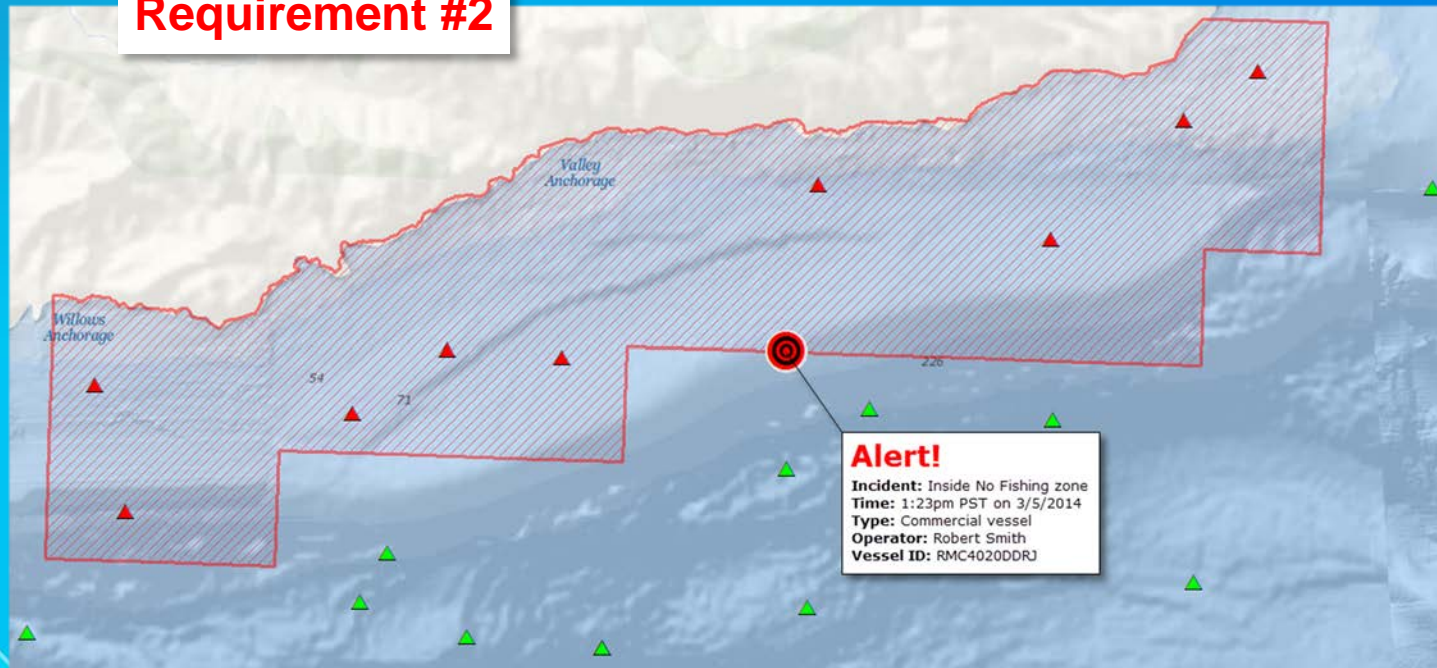 Requirement #2
Valley
Anchorage
Willows
Anchorage
54
71
226
Alert!
Incident: Inside No Fishing zone
Time: 1:23pm PST on 3/5/2014
Type: Commercial vessel
Operator: Robert Smith
Vessel ID: RMC4020DDRJ